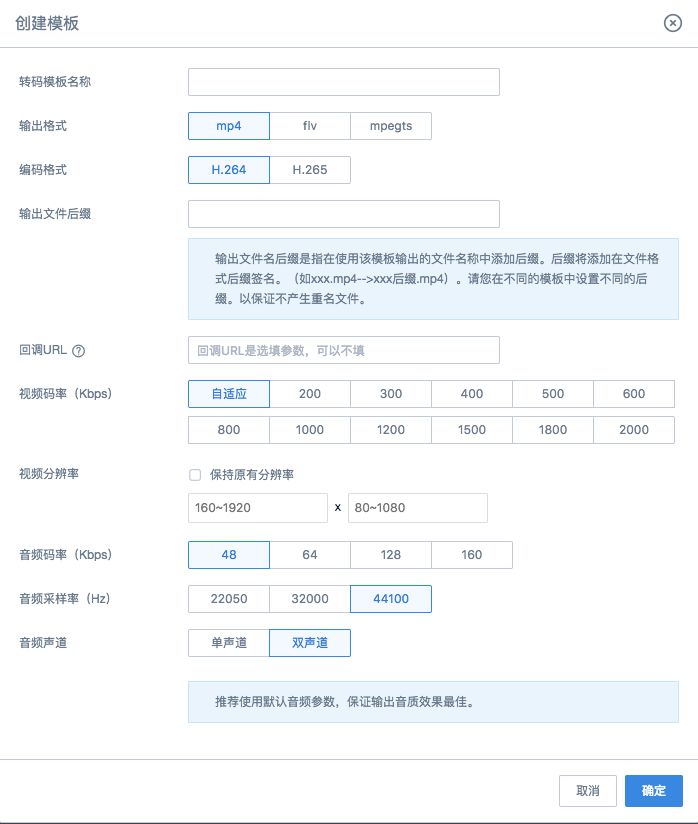 创建模板
转码模板名称
输出格式 mp4 flv mpegts
编码格式 H.264 H.265
输出文件后缀
输出文件名后缀是指在使用该模板输出的文件名称中添加后缀。后缀将添加在文件格
式后缀签名。（如xxx.mp4-->xxx后缀.mp4）。请您在不同的模板中设置不同的后
缀。以保证不产生重名文件。
回调URL ? 回调URL是选填参数，可以不填
视频码率（Kbps） 自适应 200 300 400 500 600
800 1000 1200 1500 1800 2000
视频分辨率 保持原有分辨率
160~1920 x 80~1080
音频码率（Kbps） 48 64 128 160
音频采样率（Hz） 22050 32000 44100
音频声道 单声道 双声道
推荐使用默认音频参数，保证输出音质效果最佳。
取消 确定